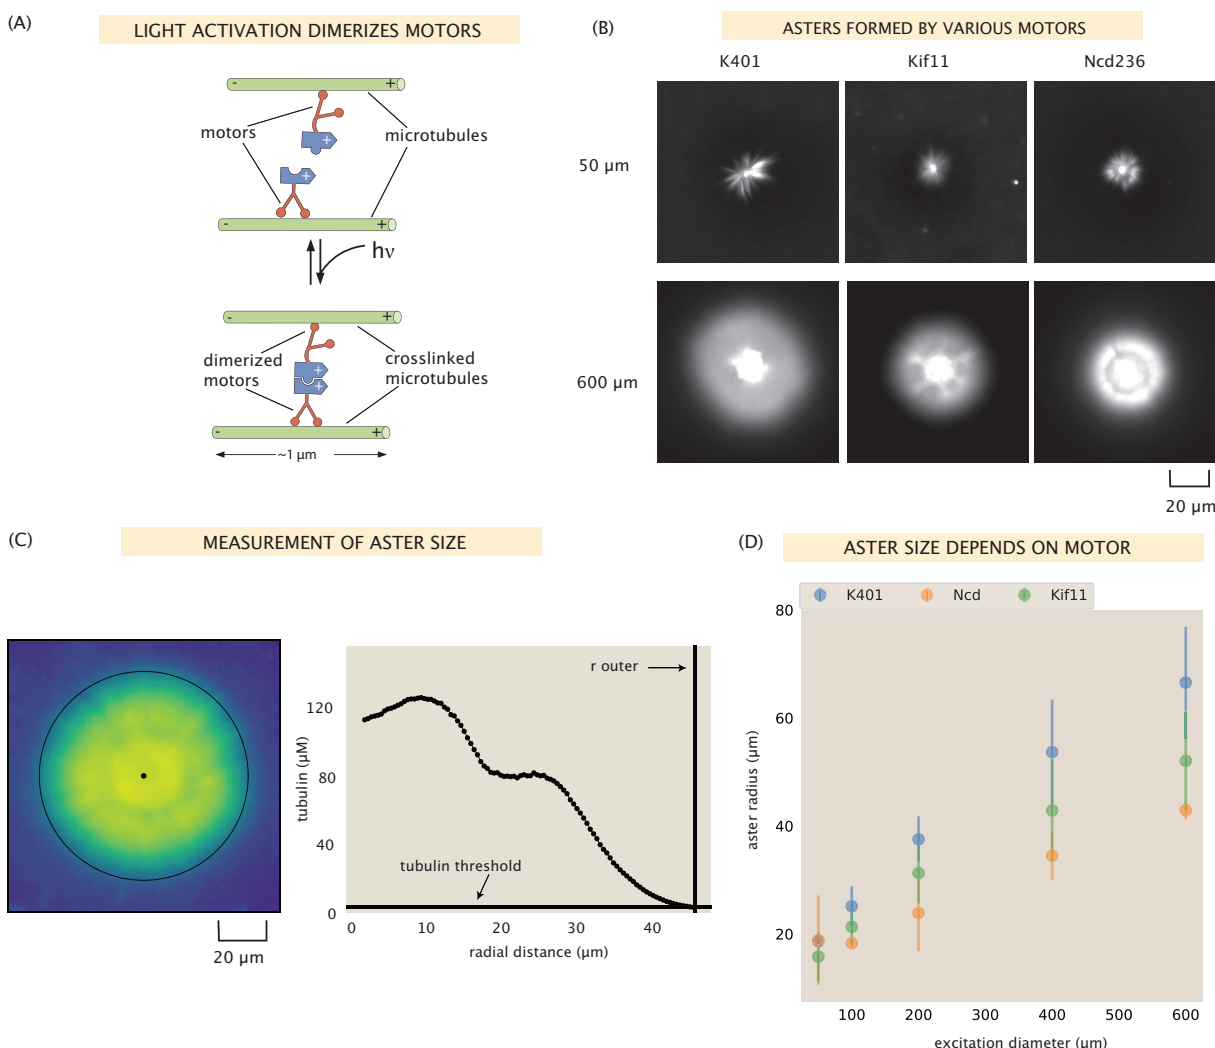 (A)
LIGHT ACTIVATION DIMERIZES MOTORS
-
+
motors
microtubules
+
+
-
+
hν
-
+
dimerized
motors
crosslinked
microtubules
+
+
-
+
~1 µm
(B)
ASTERS FORMED BY VARIOUS MOTORS
K401
Kif11
Ncd236
50 µm
600 µm
20 µm
(C)
MEASUREMENT OF ASTER SIZE
20 µm
r outer
tubulin threshold
tubulin
(µM)
120
80
40
0
0
10
20
30
40
radial distance (µm)
(D)
ASTER SIZE DEPENDS ON MOTOR
K401
Ncd
Kif11
aster radius (µm)
80
60
40
20
100
200
300
400
500
600
excitation diameter (µm)